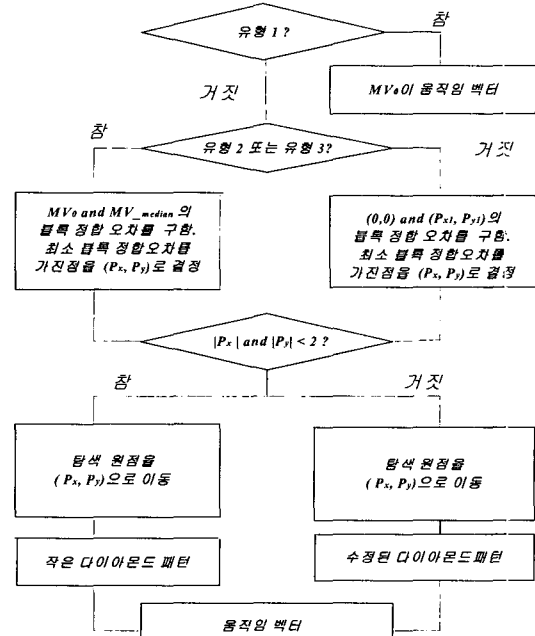 유형 1 ?
참
거짓
MV0이 움직임 벡터
참
유형 2 또는 유형 3?
거짓
MV0 and MV_median 의
블록 정합 오차를 구함.
최소 블록 정합오차를
가진점을 (Px, Py)로 결정
(0,0) and (Px1, Py1)의
블록 정합 오차를 구함.
최소 블록 정합오차를
가진점을 (Px, Py)로 결정
|Px | and |Py| < 2 ?
참
거짓
탐색 원점을
( Px, Py)으로 이동
탐색 원점을
( Px, Py)으로 이동
작은 다이아몬드 패턴
수정된 다이아몬드패턴
움직임 벡터